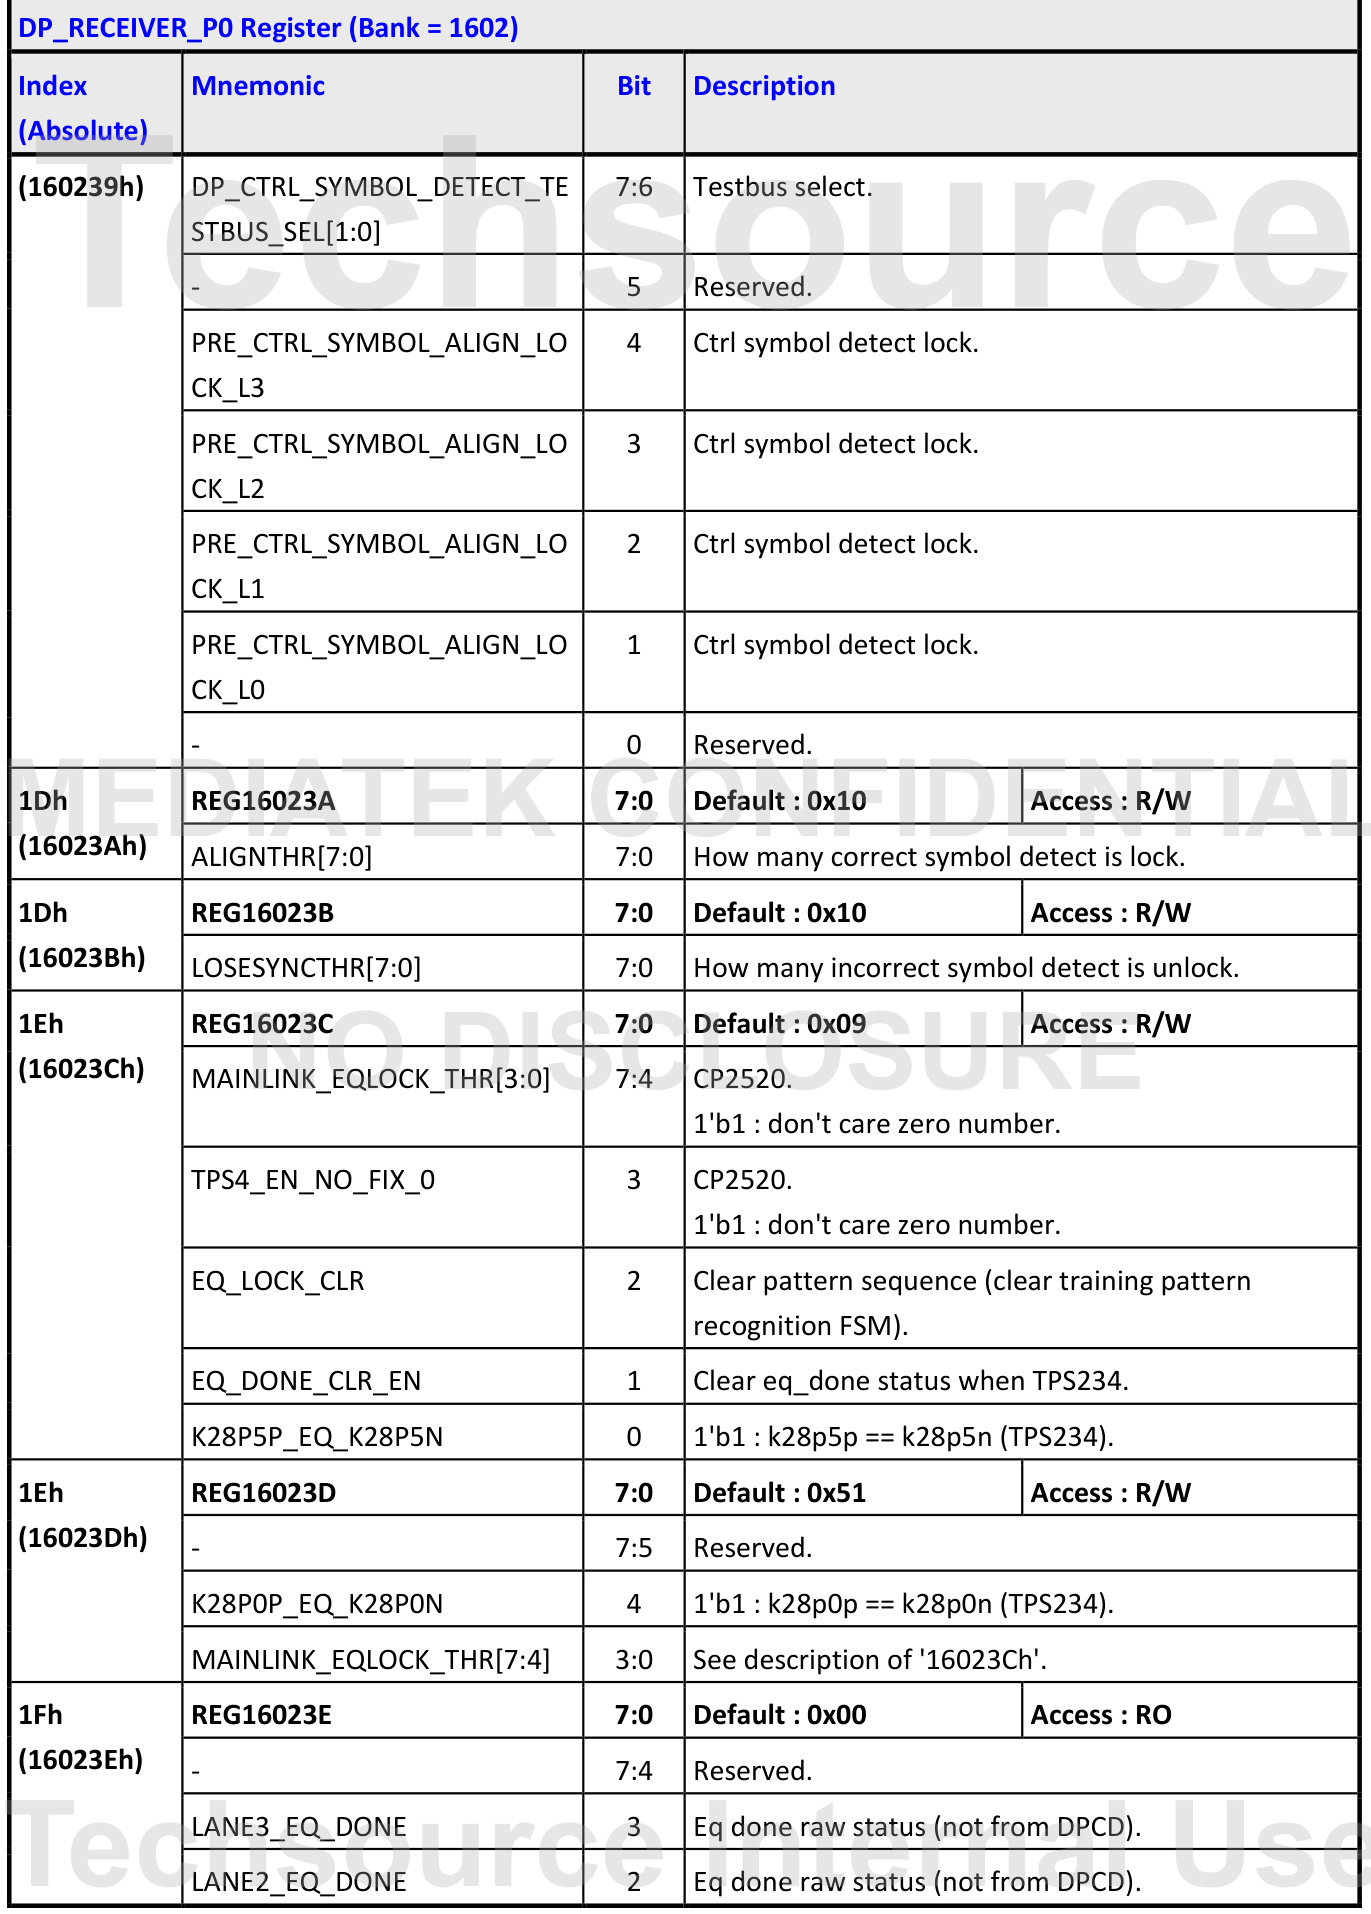 DP_RECEIVER_P0 Register (Bank = 1602)
Index
(Absolute)
Mnemonic
Bit
Description
(160239h)
DP_CTRL_SYMBOL_DETECT_TE
STBUS_SEL[1:0]
7:6
Testbus select.
-
5
Reserved.
PRE_CTRL_SYMBOL_ALIGN_LO
CK_L3
4
Ctrl symbol detect lock.
PRE_CTRL_SYMBOL_ALIGN_LO
CK_L2
3
Ctrl symbol detect lock.
PRE_CTRL_SYMBOL_ALIGN_LO
CK_L1
2
Ctrl symbol detect lock.
PRE_CTRL_SYMBOL_ALIGN_LO
CK_L0
1
Ctrl symbol detect lock.
-
0
Reserved.
1Dh
(16023Ah)
REG16023A
7:0
Default : 0x10
Access : R/W
ALIGNTHR[7:0]
7:0
How many correct symbol detect is lock.
1Dh
(16023Bh)
REG16023B
7:0
Default : 0x10
Access : R/W
LOSESYNCTHR[7:0]
7:0
How many incorrect symbol detect is unlock.
1Eh
(16023Ch)
REG16023C
7:0
Default : 0x09
Access : R/W
MAINLINK_EQLOCK_THR[3:0]
7:4
CP2520.
1'b1 : don't care zero number.
TPS4_EN_NO_FIX_0
3
CP2520.
1'b1 : don't care zero number.
EQ_LOCK_CLR
2
Clear pattern sequence (clear training pattern
recognition FSM).
EQ_DONE_CLR_EN
1
Clear eq_done status when TPS234.
K28P5P_EQ_K28P5N
0
1'b1 : k28p5p == k28p5n (TPS234).
1Eh
(16023Dh)
REG16023D
7:0
Default : 0x51
Access : R/W
-
7:5
Reserved.
K28P0P_EQ_K28P0N
4
1'b1 : k28p0p == k28p0n (TPS234).
MAINLINK_EQLOCK_THR[7:4]
3:0
See description of '16023Ch'.
1Fh
(16023Eh)
REG16023E
7:0
Default : 0x00
Access : RO
-
7:4
Reserved.
LANE3_EQ_DONE
3
Eq done raw status (not from DPCD).
LANE2_EQ_DONE
2
Eq done raw status (not from DPCD).
Techsource
MEDIATEK CONFIDENTIAL
NO DISCLOSURE
Techsource Internal Use